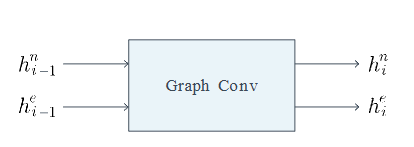 h^n_{i−1}
h^n_i
Graph Conv
h^e_{i−1}
h^e_i